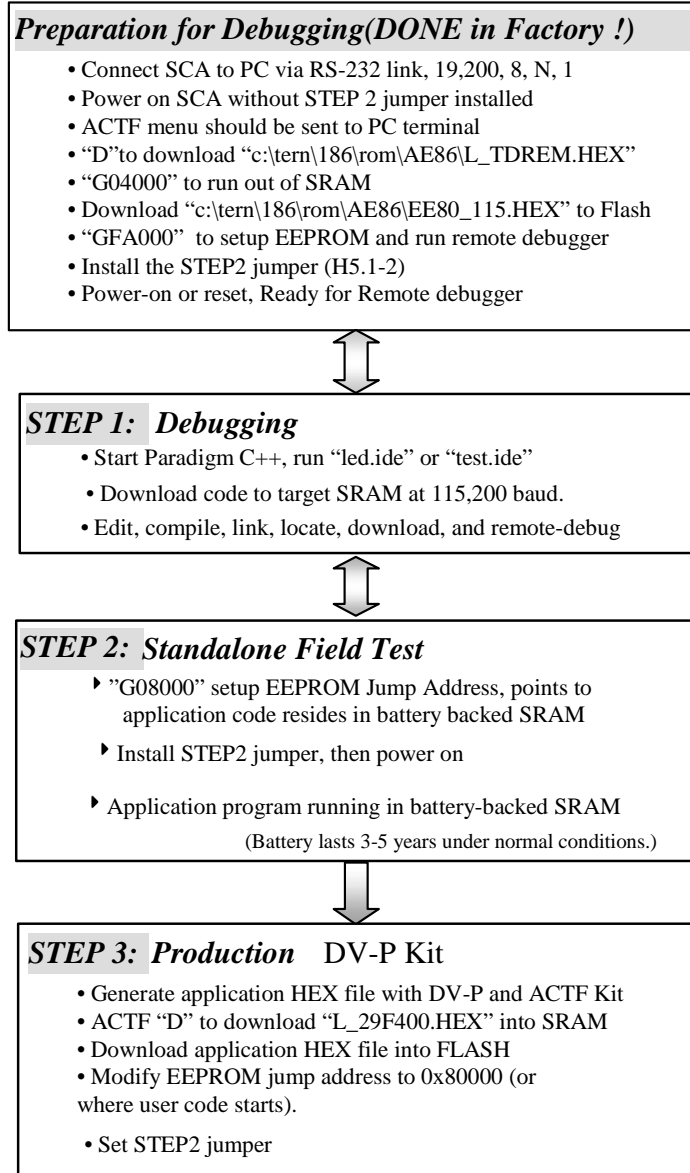 Preparation for Debugging(DONE in Factory !)
• Connect SCA to PC via RS-232 link, 19,200, 8, N, 1
• Power on SCA without STEP 2 jumper installed
• ACTF menu should be sent to PC terminal
• “D”to download “c:\tern\186\rom\AE86\L_TDREM.HEX”
• “G04000” to run out of SRAM
• Download “c:\tern\186\rom\AE86\EE80_115.HEX” to Flash
• “GFA000” to setup EEPROM and run remote debugger
• Install the STEP2 jumper (H5.1-2)
• Power-on or reset, Ready for Remote debugger
STEP 1: Debugging
• Start Paradigm C++, run “led.ide” or “test.ide”
• Download code to target SRAM at 115,200 baud.
• Edit, compile, link, locate, download, and remote-debug
STEP 2: Standalone Field Test
”G08000” setup EEPROM Jump Address, points to
application code resides in battery backed SRAM
Install STEP2 jumper, then power on
Application program running in battery-backed SRAM
(Battery lasts 3-5 years under normal conditions.)
STEP 3: Production DV-P Kit
• Generate application HEX file with DV-P and ACTF Kit
• ACTF “D” to download “L_29F400.HEX” into SRAM
• Download application HEX file into FLASH
• Modify EEPROM jump address to 0x80000 (or
where user code starts).
• Set STEP2 jumper